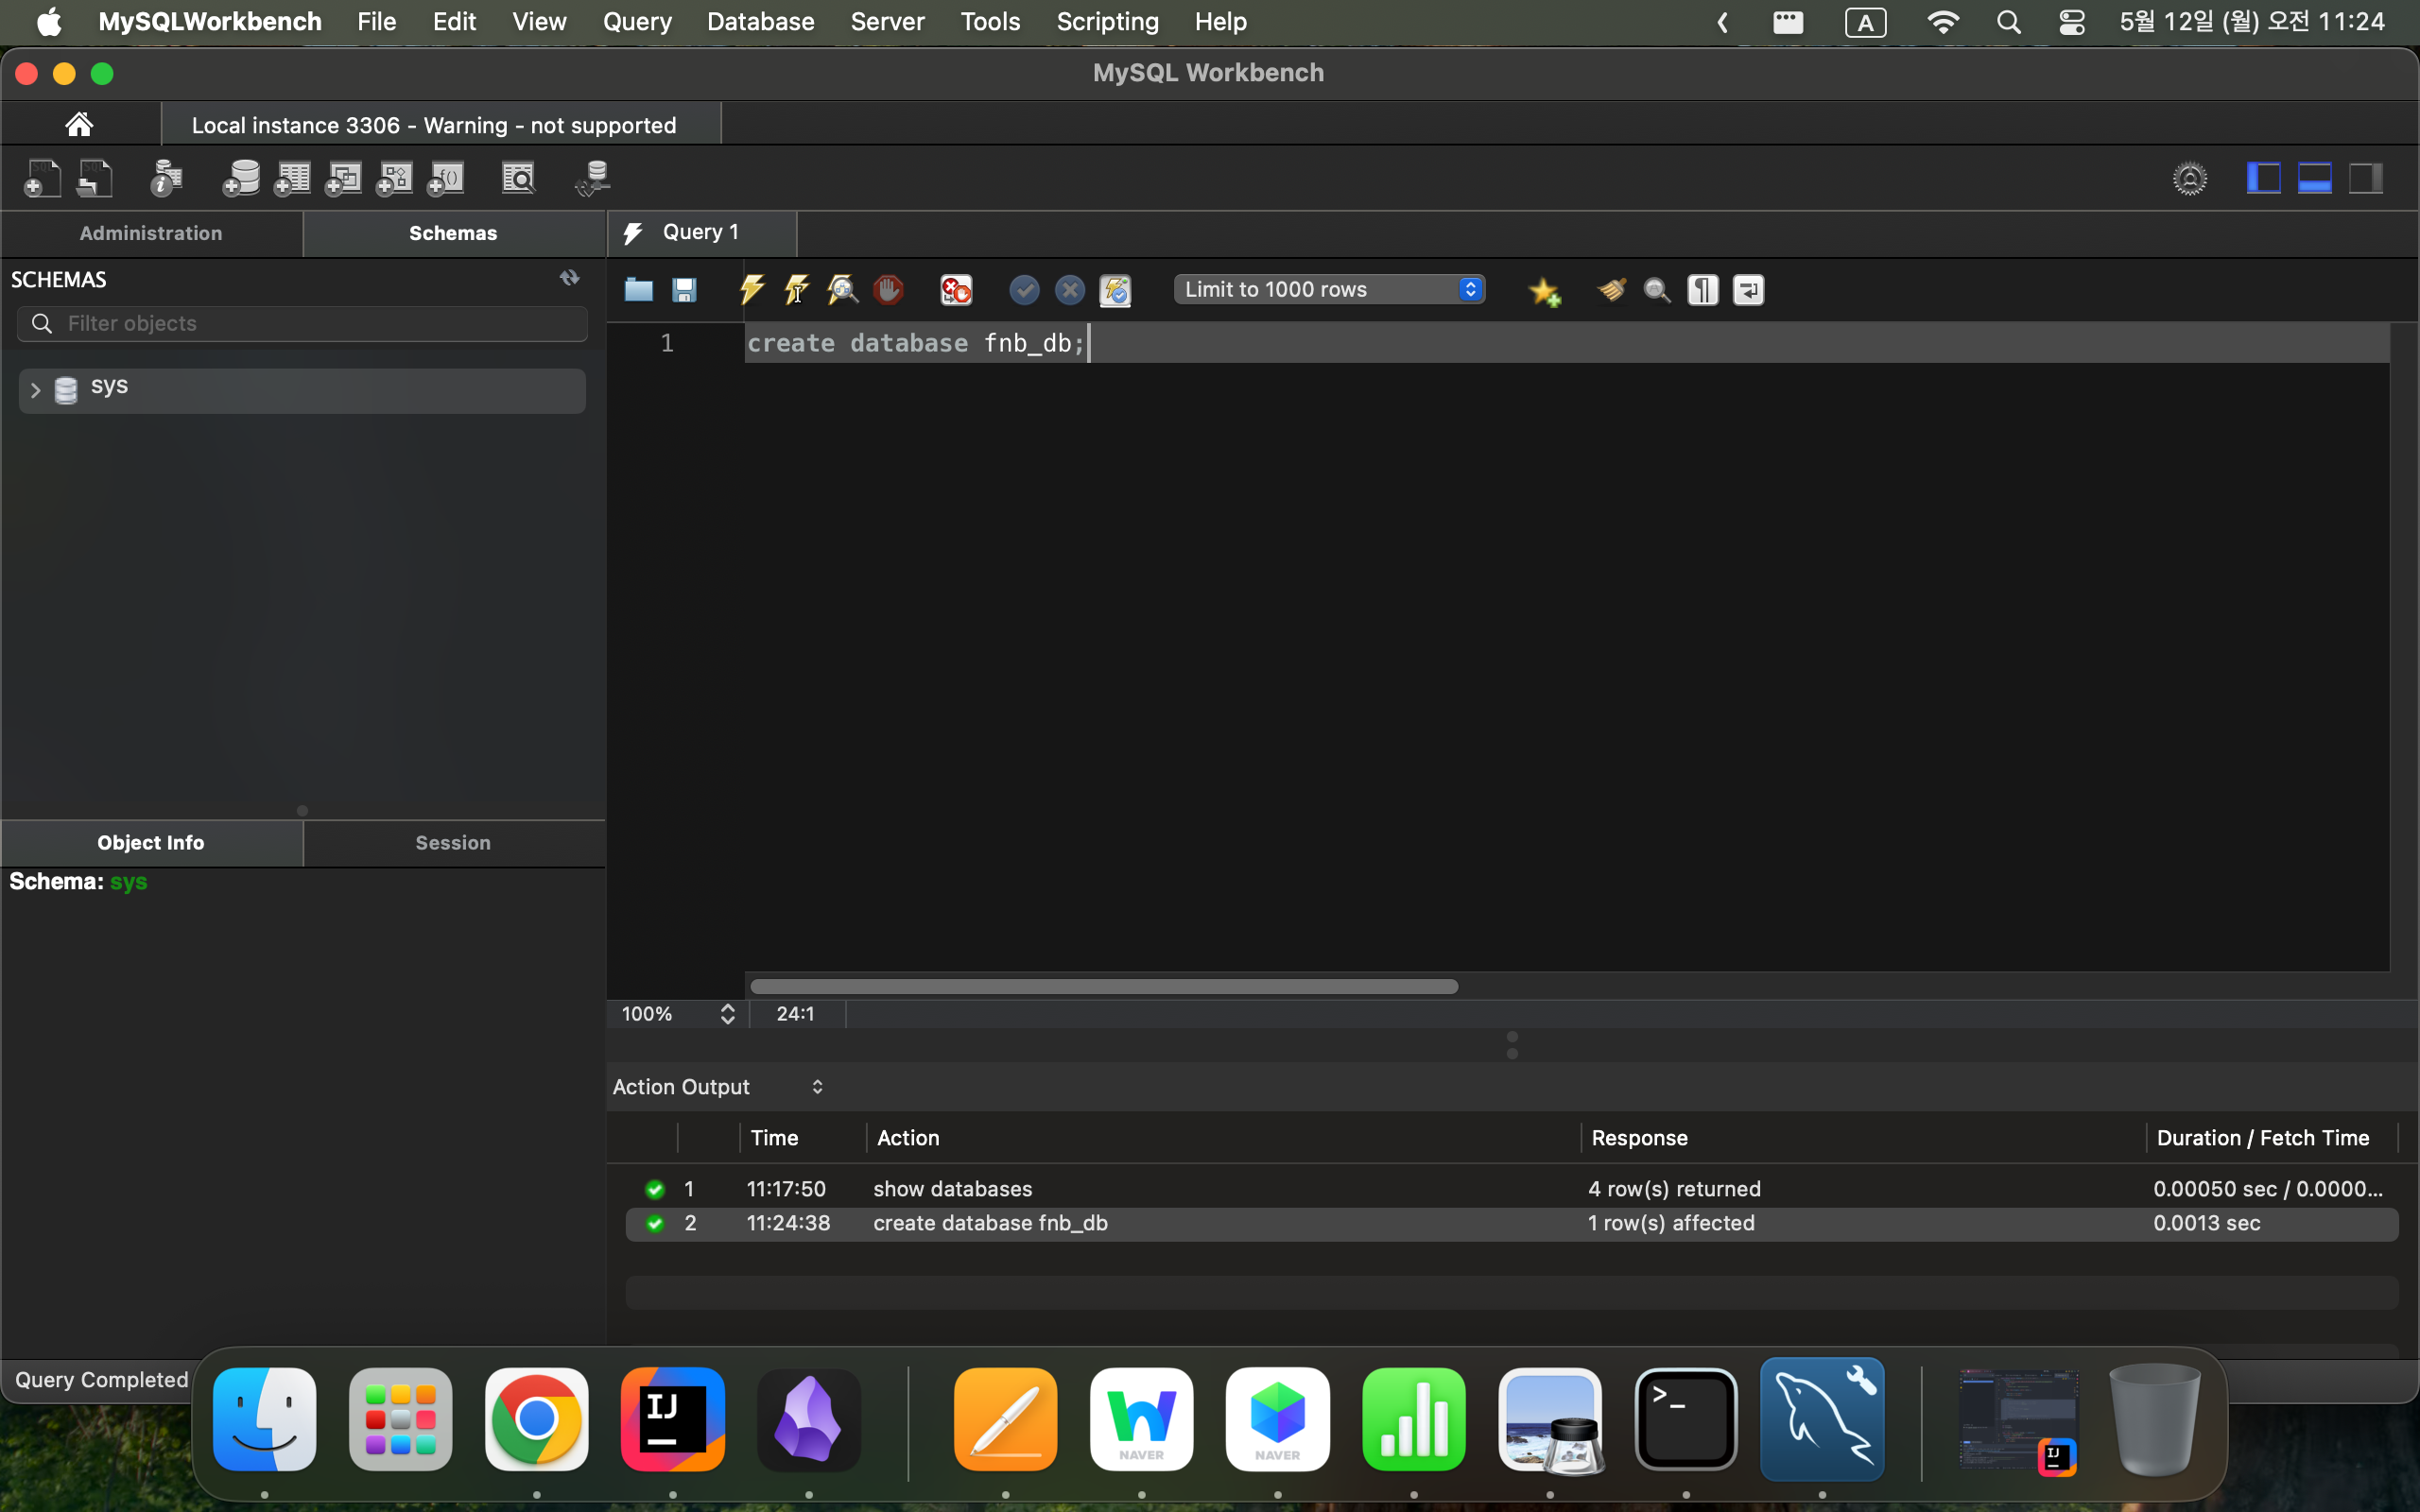 MySQLWorkbench File Edit View Query Database Server Tools Scripting Help A 5월 12일 (월) 오전 11:24
MySQL Workbench
Local instance 3306 - Warning - not supported
Administration Schemas
Query 1
SCHEMAS
Filter objects
Limit to 1000 rows
1 create database fnb_db;
sys
Object Info Session
Schema: sys
100% 24:1
Action Output
Time Action Response Duration / Fetch Time
1 11:17:50 show databases 4 row(s) returned 0.00050 sec / 0.0000...
2 11:24:38 create database fnb_db 1 row(s) affected 0.0013 sec
Query Completed
IJ
NAVER
NAVER
>_
IJ